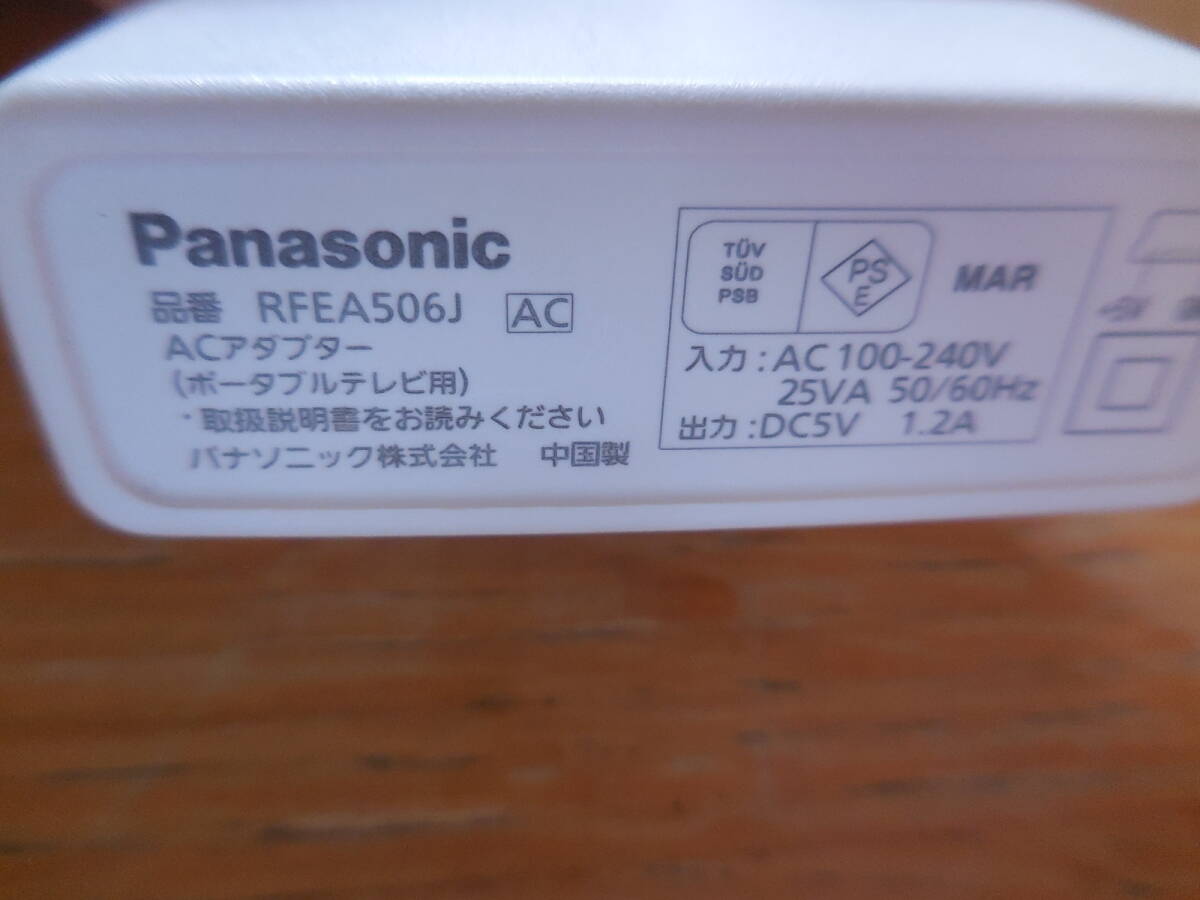 Panasonic
品番 RFEA506J AC
ACアダプター
(ポータブルテレビ用)
・取扱説明書をお読みください
パナソニック株式会社 中国製
TÜV
SÜD
PSB
PS
E
MAR
入力:AC100-240V
25VA 50/60Hz
出力:DC5V 1.2A